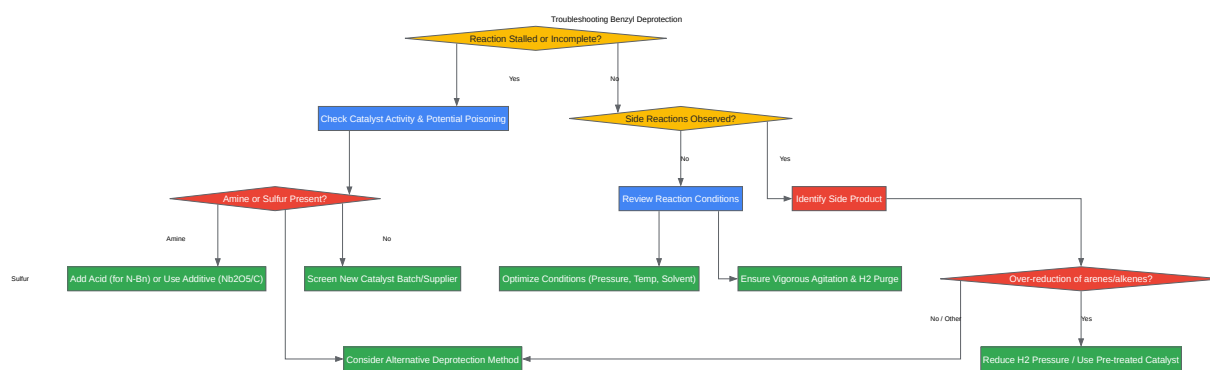 Troubleshooting Benzyl Deprotection
Reaction Stalled or Incomplete?
Yes
No
Check Catalyst Activity & Potential Poisoning
Side Reactions Observed?
No
Yes
Amine or Sulfur Present?
Review Reaction Conditions
Identify Side Product
Amine
No
Sulfur
Add Acid (for N-Bn) or Use Additive (Nb2O5/C)
Screen New Catalyst Batch/Supplier
Optimize Conditions (Pressure, Temp, Solvent)
Ensure Vigorous Agitation & H2 Purge
Over-reduction of arenes/alkenes?
No / Other
Yes
Consider Alternative Deprotection Method
Reduce H2 Pressure / Use Pre-treated Catalyst